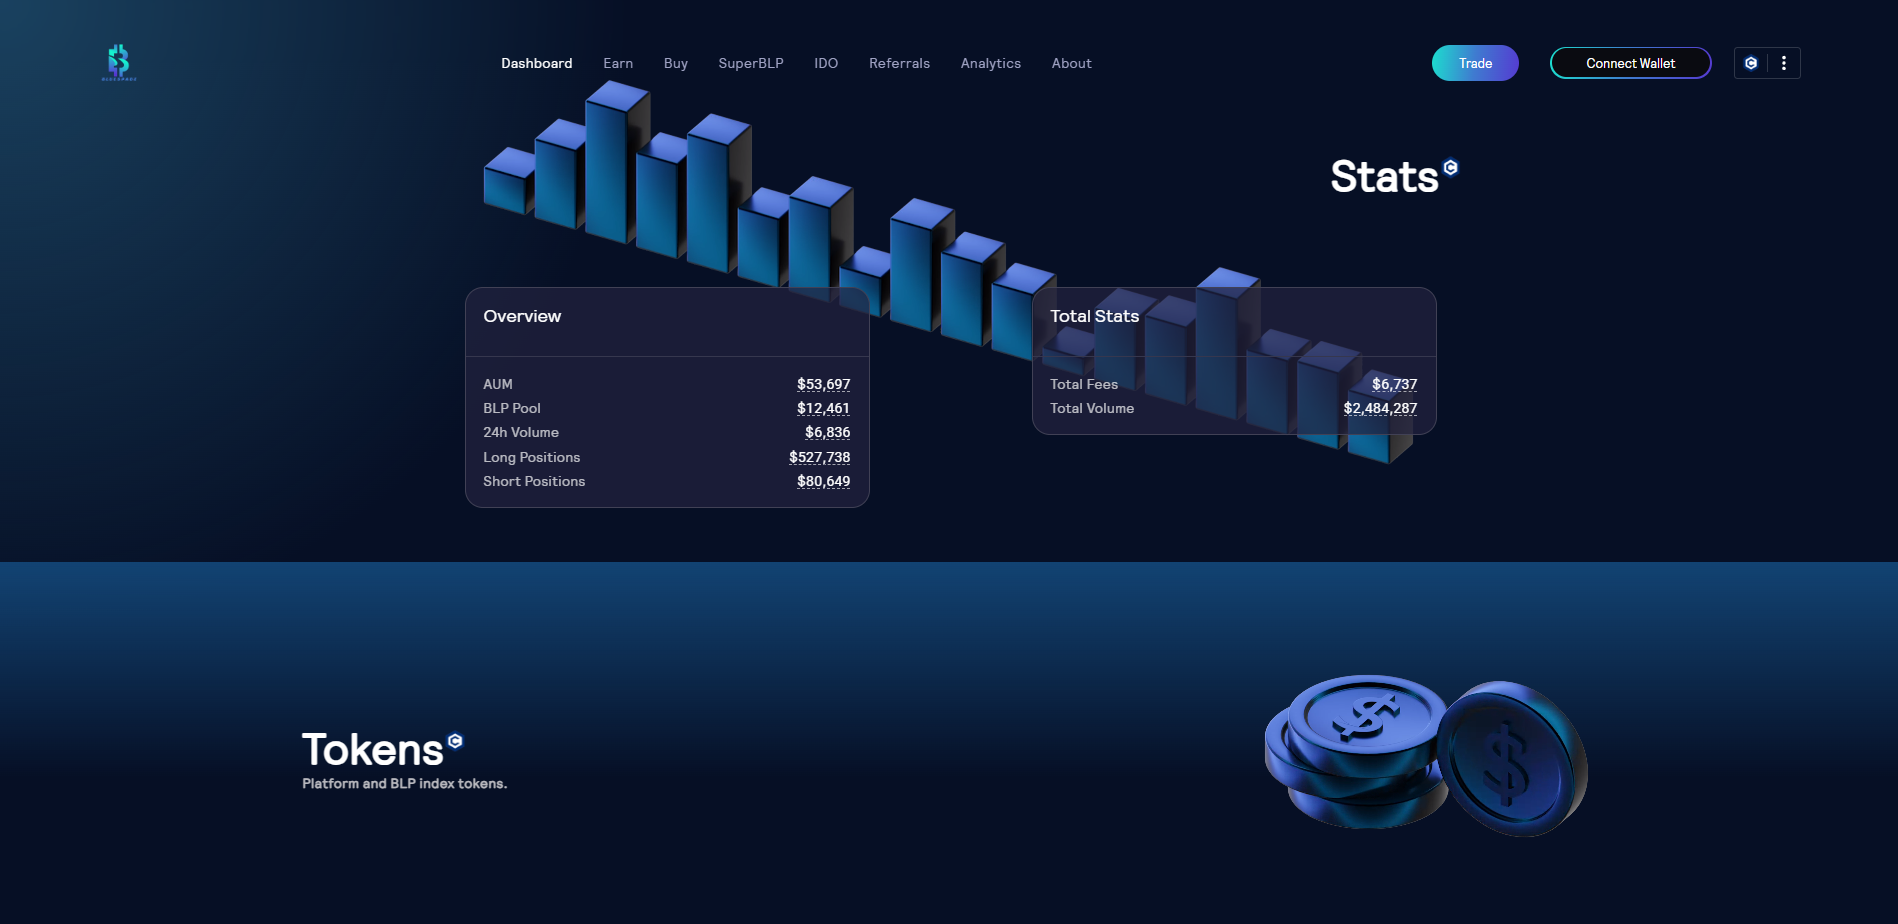 Dashboard Earn Buy SuperBLP IDO Referrals Analytics About Trade Connect Wallet
Stats
Overview
AUM $53,697
BLP Pool $12,461
24h Volume $6,836
Long Positions $527,738
Short Positions $80,649
Total Stats
Total Fees $6,737
Total Volume $2,484,287
Tokens
Platform and BLP index tokens.